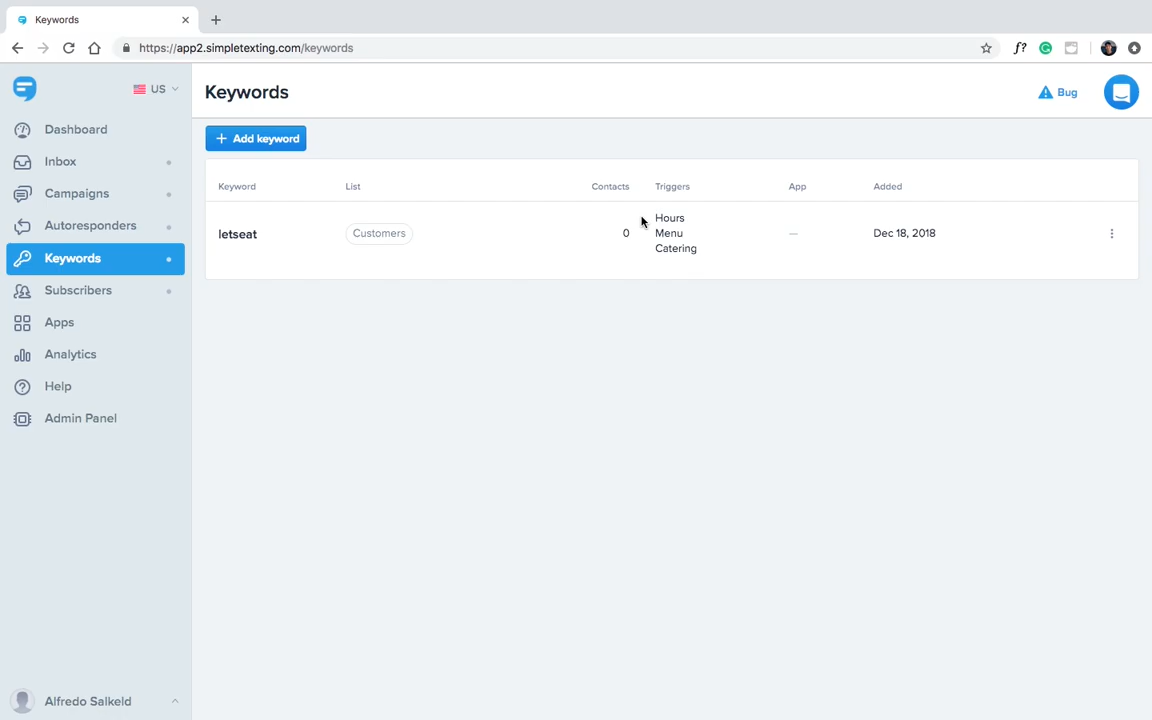 Keywords
https://app2.simpletexting.com/keywords
f?
US
Keywords
Bug
Dashboard
Inbox
Campaigns
Autoresponders
Keywords
Subscribers
Apps
Analytics
Help
Admin Panel
Alfredo Salkeld
+ Add keyword
Keyword List Contacts Triggers App Added
letseat Customers 0 Hours — Dec 18, 2018
Menu
Catering